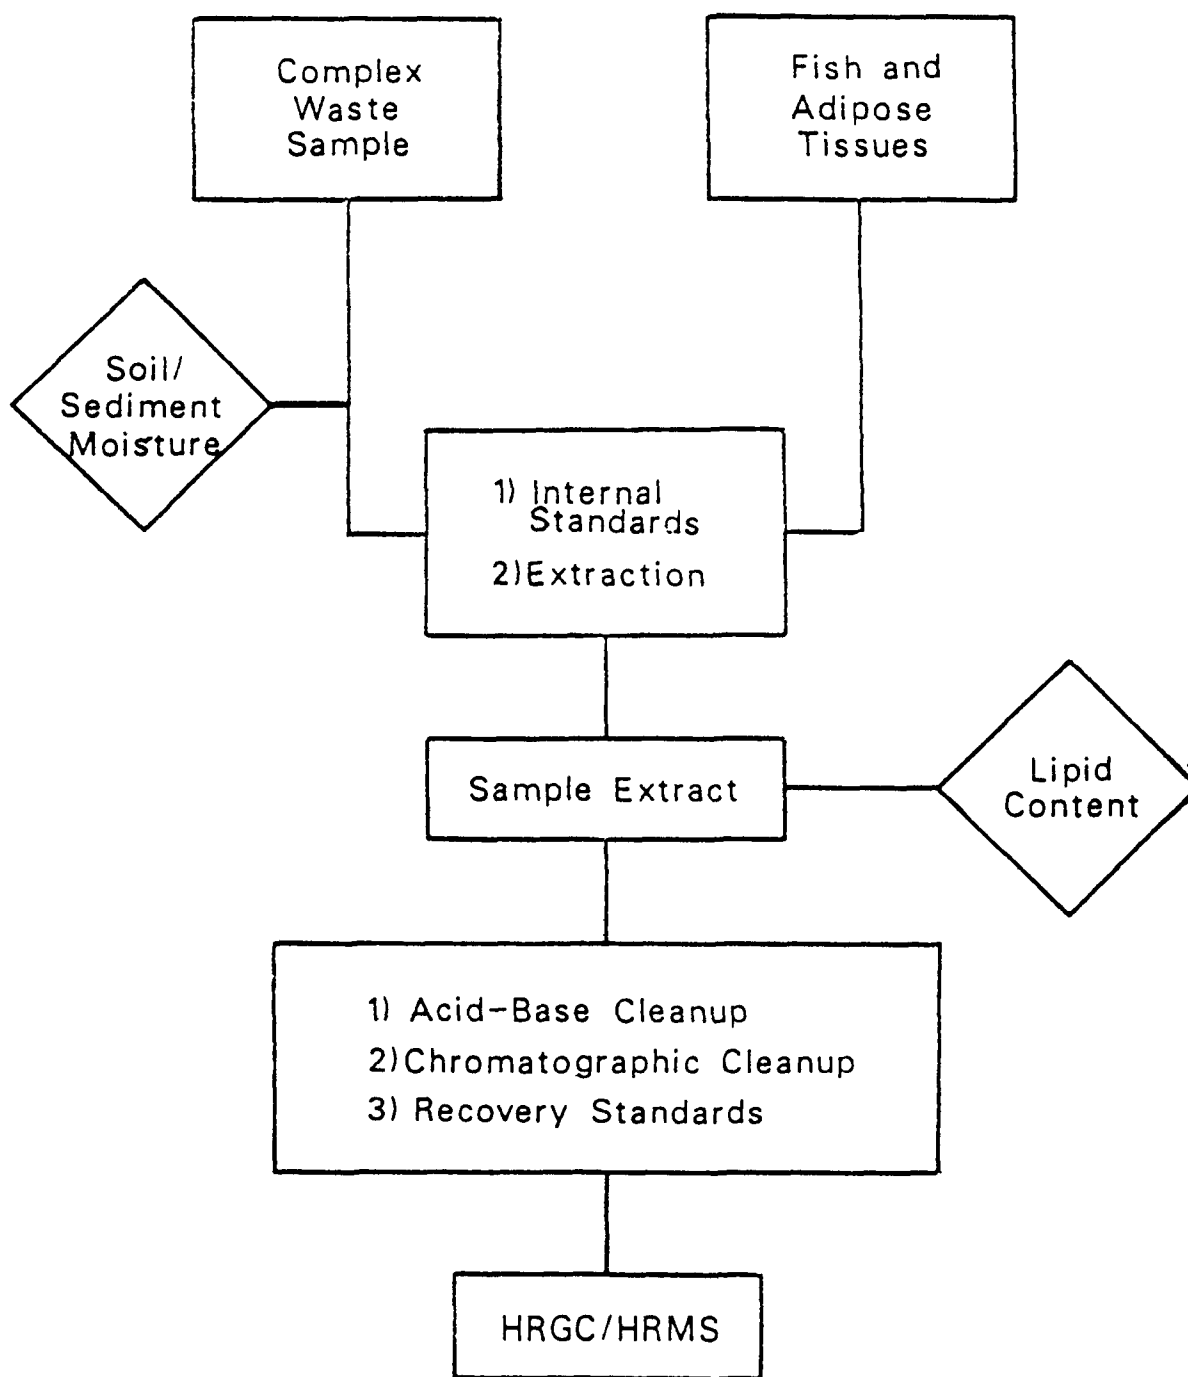 Complex
Waste
Sample
Fish and
Adipose
Tissues
Soil/
Sediment
Moisture
1) Internal
Standards
2) Extraction
Sample Extract
Lipid
Content
1) Acid-Base Cleanup
2) Chromatographic Cleanup
3) Recovery Standards
HRGC/HRMS